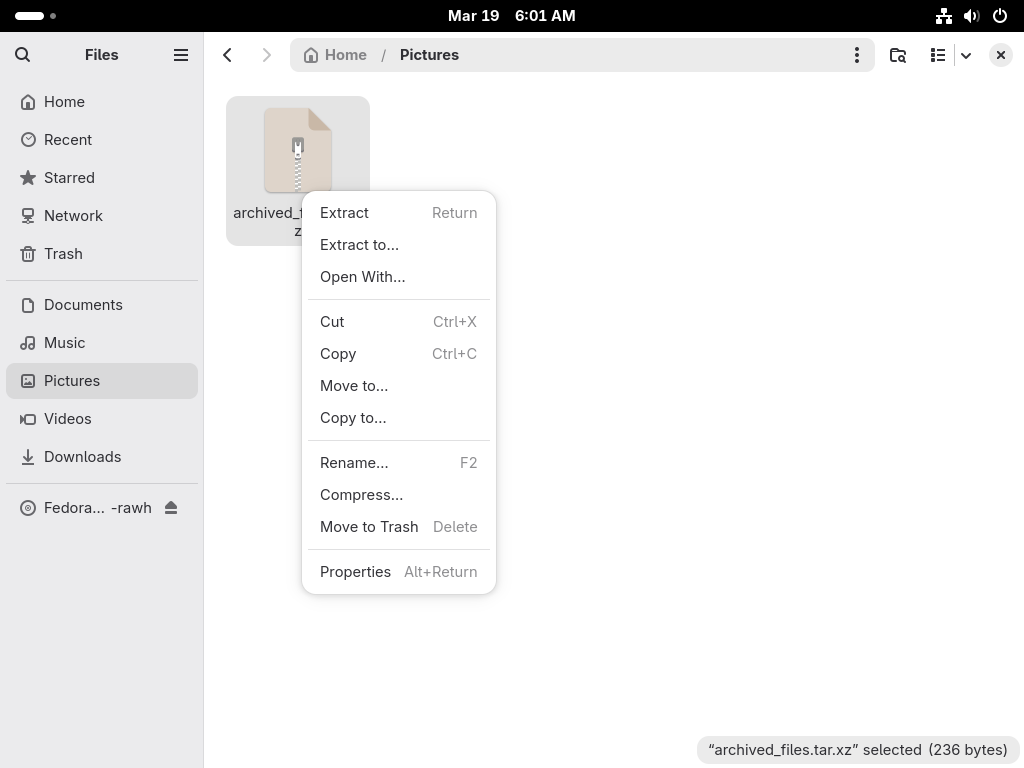 Mar 19 6:01 AM
Files
Home / Pictures
Home
Recent
Starred
Network
Trash
Documents
Music
Pictures
Videos
Downloads
Fedora… -rawh
archived_f
z
Extract Return
Extract to…
Open With…
Cut Ctrl+X
Copy Ctrl+C
Move to…
Copy to…
Rename… F2
Compress…
Move to Trash Delete
Properties Alt+Return
“archived_files.tar.xz” selected (236 bytes)